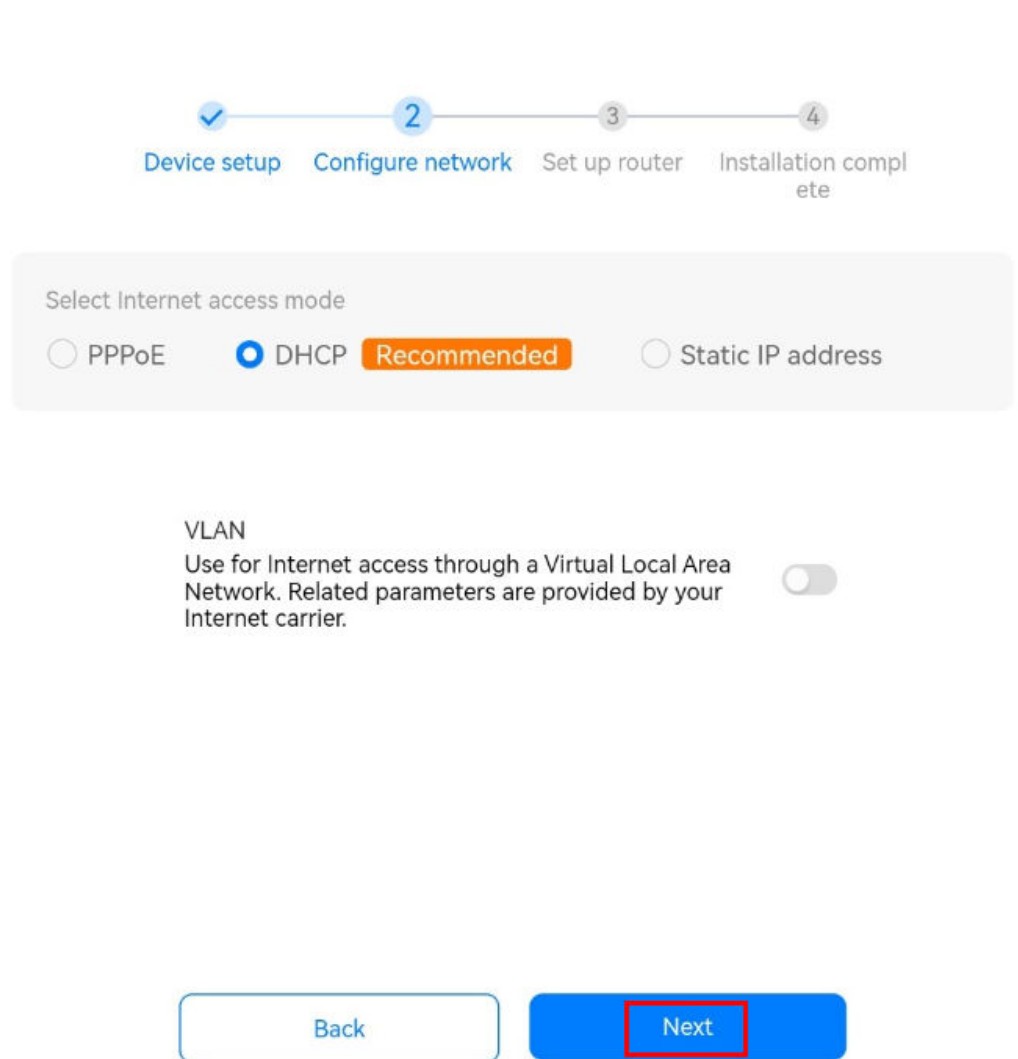 2
3
4
Device setup
Configure network
Set up router
Installation compl
ete
Select Internet access mode
PPPoE
DHCP
Recommended
Static IP address
VLAN
Use for Internet access through a Virtual Local Area
Network. Related parameters are provided by your
Internet carrier.
Back
Next